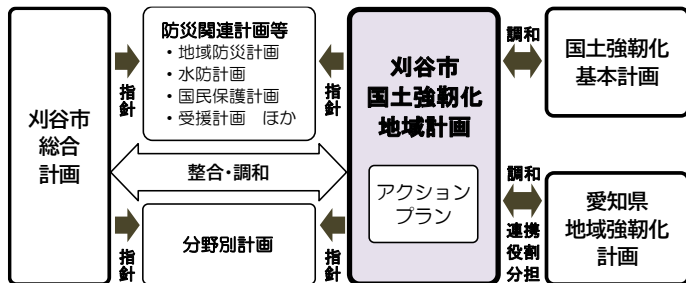 刈谷市
総合
計画
指針
指針
防災関連計画等
・地域防災計画
・水防計画
・国民保護計画
・受援計画　ほか
整合・調和
分野別計画
指針
指針
刈谷市
国土強靭化
地域計画
アクション
プラン
調和
国土強靭化
基本計画
調和
連携
役割
分担
愛知県
地域強靭化
計画